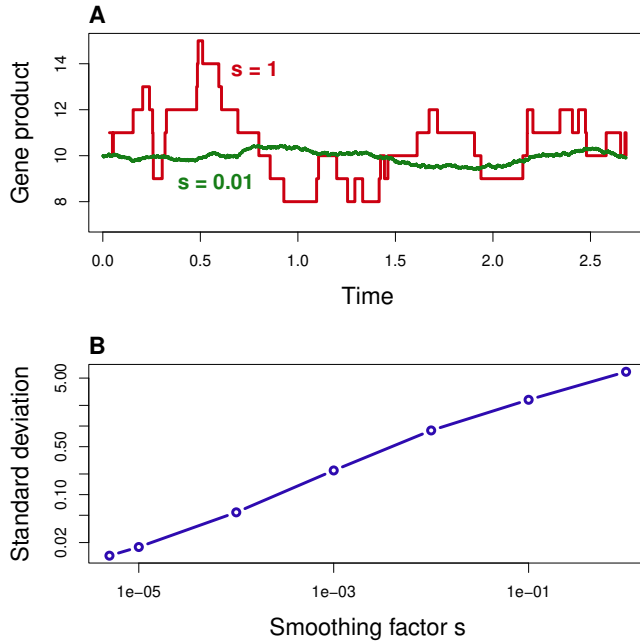 A
Gene product
14
12
10
8
s = 1
s = 0.01
0.0
0.5
1.0
1.5
2.0
2.5
Time
B
Standard deviation
5.00
0.50
0.10
0.02
1e-05
1e-03
1e-01
Smoothing factor s